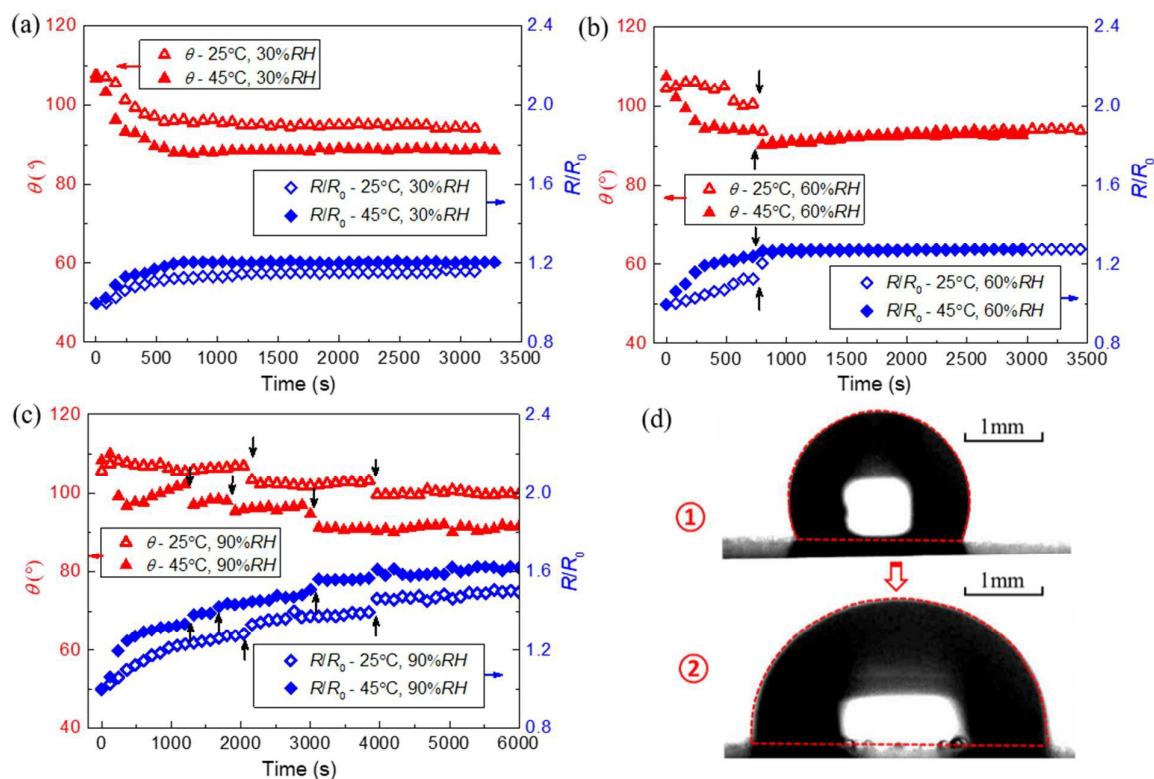 (a)
120
100
80
60
40
θ (°)
θ - 25°C, 30%RH
θ - 45°C, 30%RH
R/R0 - 25°C, 30%RH
R/R0 - 45°C, 30%RH
2.4
2.0
1.6
1.2
0.8
R/R0
0 500 1000 1500 2000 2500 3000 3500
Time (s)
(b)
120
100
80
60
40
θ (°)
θ - 25°C, 60%RH
θ - 45°C, 60%RH
R/R0 - 25°C, 60%RH
R/R0 - 45°C, 60%RH
2.4
2.0
1.6
1.2
0.8
R/R0
0 500 1000 1500 2000 2500 3000 3500
Time (s)
(c)
120
100
80
60
40
θ (°)
θ - 25°C, 90%RH
θ - 45°C, 90%RH
R/R0 - 25°C, 90%RH
R/R0 - 45°C, 90%RH
2.4
2.0
1.6
1.2
0.8
R/R0
0 1000 2000 3000 4000 5000 6000
Time (s)
(d)
1mm
①
1mm
②